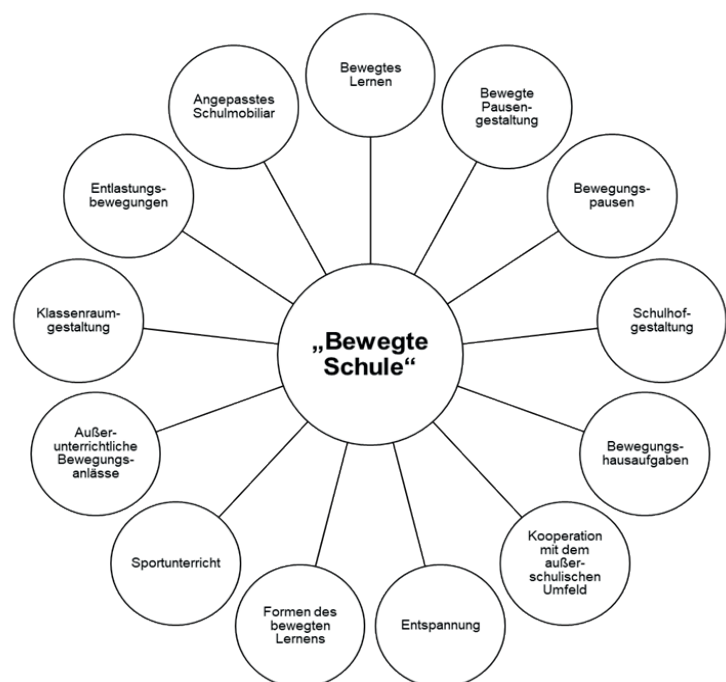 Bewegtes
Lernen
Bewegte
Pausen-
gestaltung
Bewegungs-
pausen
Schulhof-
gestaltung
Bewegungs-
hausaufgaben
Kooperation
mit dem
außer-
schulischen
Umfeld
Entspannung
Formen des
bewegten
Lernens
Sportunterricht
Außer-
unterrichtliche
Bewegungs-
anlässe
Klassenraum-
gestaltung
Entlastungs-
bewegungen
Angepasstes
Schulmobiliar
„Bewegte
Schule“